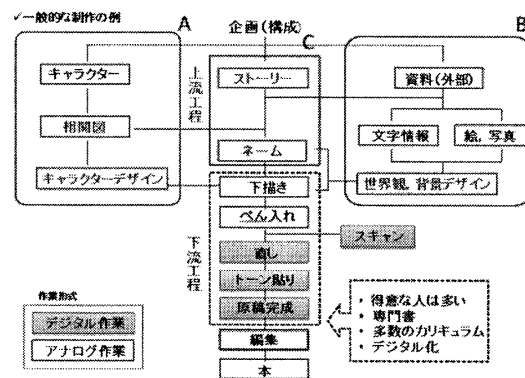 ✓一般的な制作の例
A
企画(構成)
C
B
キャラクター
相関図
キャラクターデザイン
上流工程
ストーリー
ネーム
資料(外部)
文字情報
絵,写真
世界観,背景デザイン
下流工程
下描き
ぺん入れ
スキャン
直し
トーン貼り
原稿完成
編集
本
作業形式
デジタル作業
アナログ作業
・ 得意な人は多い
・ 専門書
・ 多数のカリキュラム
・ デジタル化